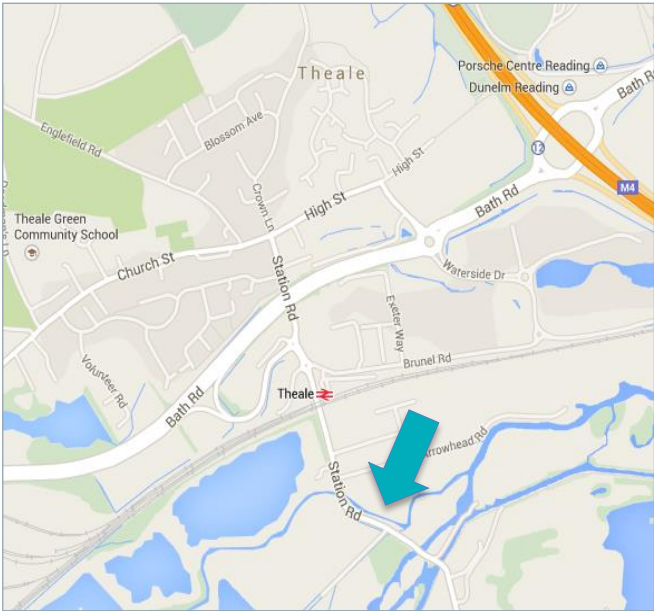 Theale
Porsche Centre Reading
Dunelm Reading
Bath R
Englefield Rd
Blossom Ave
12
High St
M4
Crown Ln
High St
Bath Rd
Theale Green
Community School
Church St
Station Rd
Waterside Dr
Exeter Way
Brunel Rd
Volunteer Rd
Bath Rd
Theale
Arrowhead Rd
Station Rd